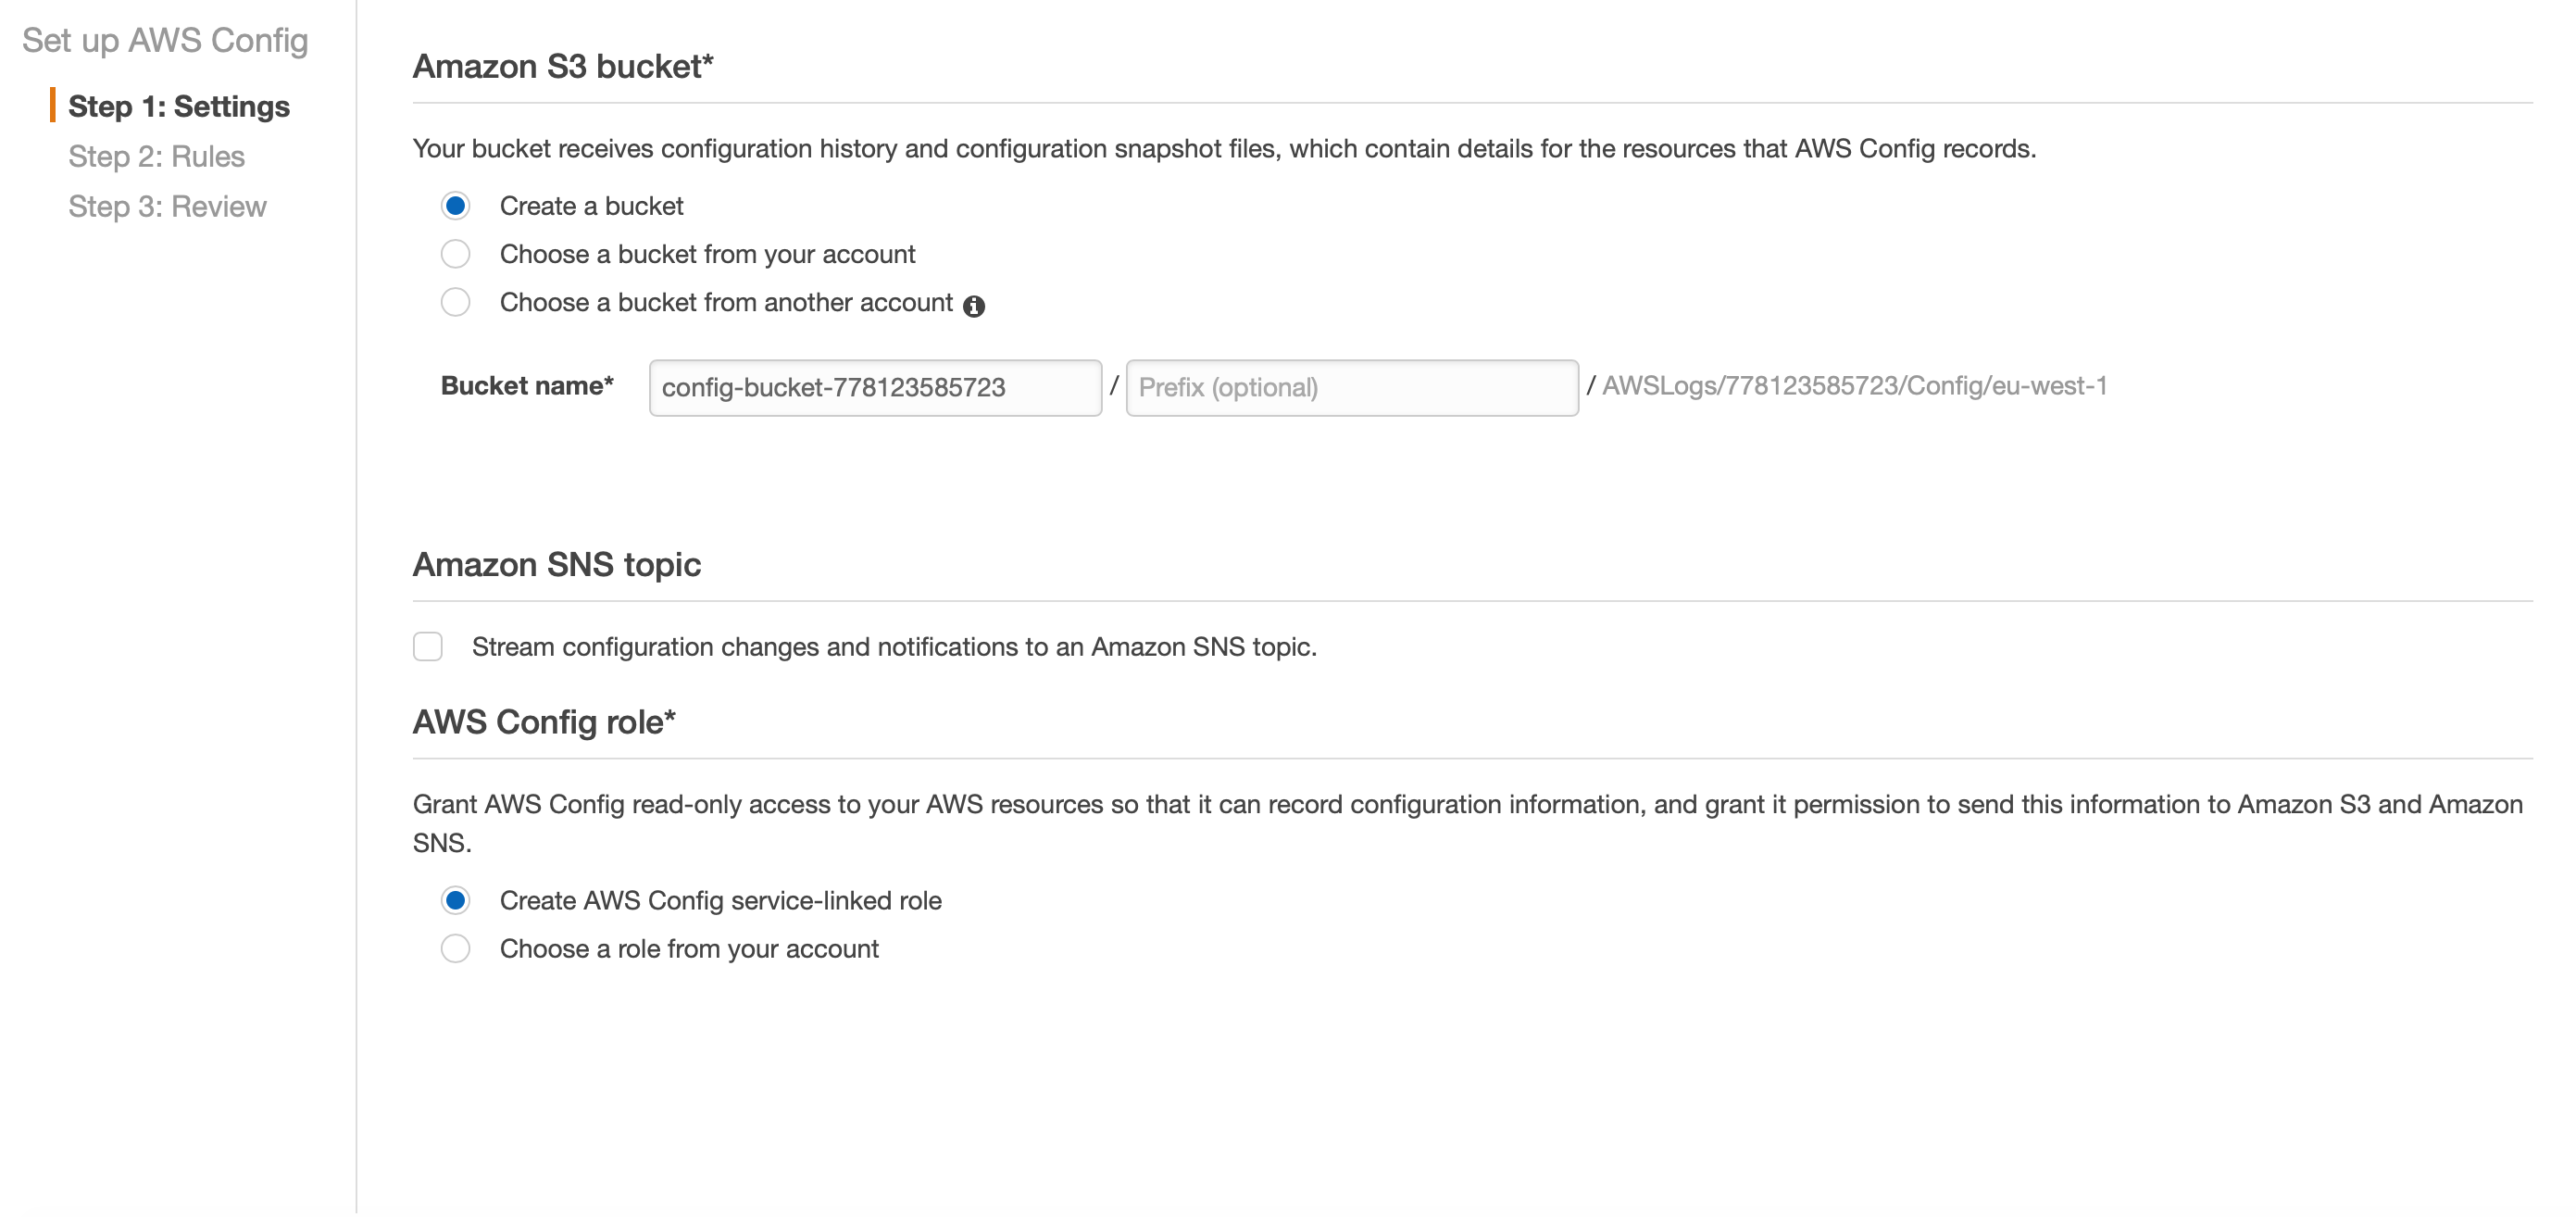 Set up AWS Config
Step 1: Settings
Step 2: Rules
Step 3: Review
Amazon S3 bucket*
Your bucket receives configuration history and configuration snapshot files, which contain details for the resources that AWS Config records.
Create a bucket
Choose a bucket from your account
Choose a bucket from another account
Bucket name* config-bucket-778123585723 / Prefix (optional) / AWSLogs/778123585723/Config/eu-west-1
Amazon SNS topic
Stream configuration changes and notifications to an Amazon SNS topic.
AWS Config role*
Grant AWS Config read-only access to your AWS resources so that it can record configuration information, and grant it permission to send this information to Amazon S3 and Amazon
SNS.
Create AWS Config service-linked role
Choose a role from your account